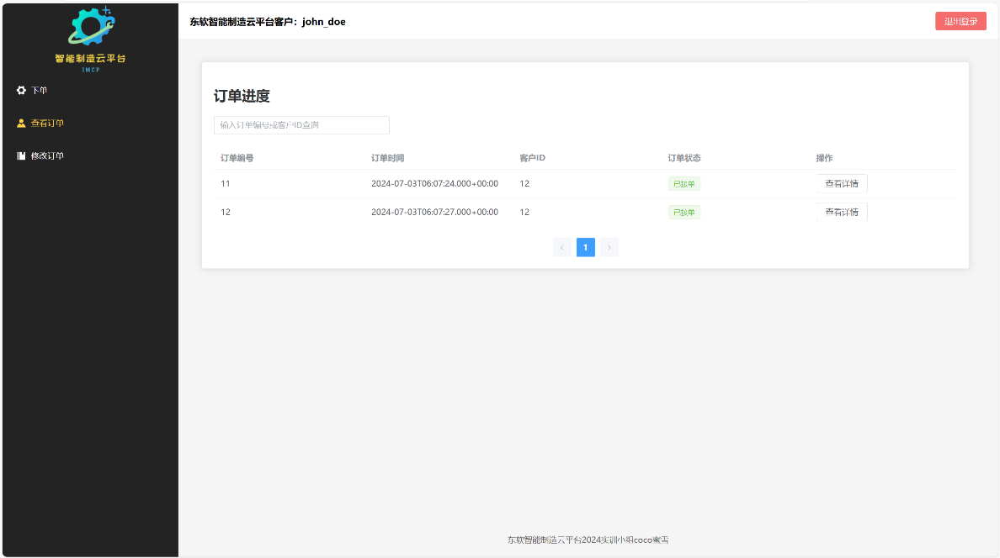 智能制造云平台
IMCP
下单
查看订单
修改订单
东软智能制造云平台客户：john_doe
退出登录
订单进度
输入订单编号或客户ID查询
订单编号 订单时间 客户ID 订单状态 操作
11 2024-07-03T06:07:24.000+00:00 12 已接单 查看详情
12 2024-07-03T06:07:27.000+00:00 12 已接单 查看详情
1
东软智能制造云平台2024实训小组coco蜜雪